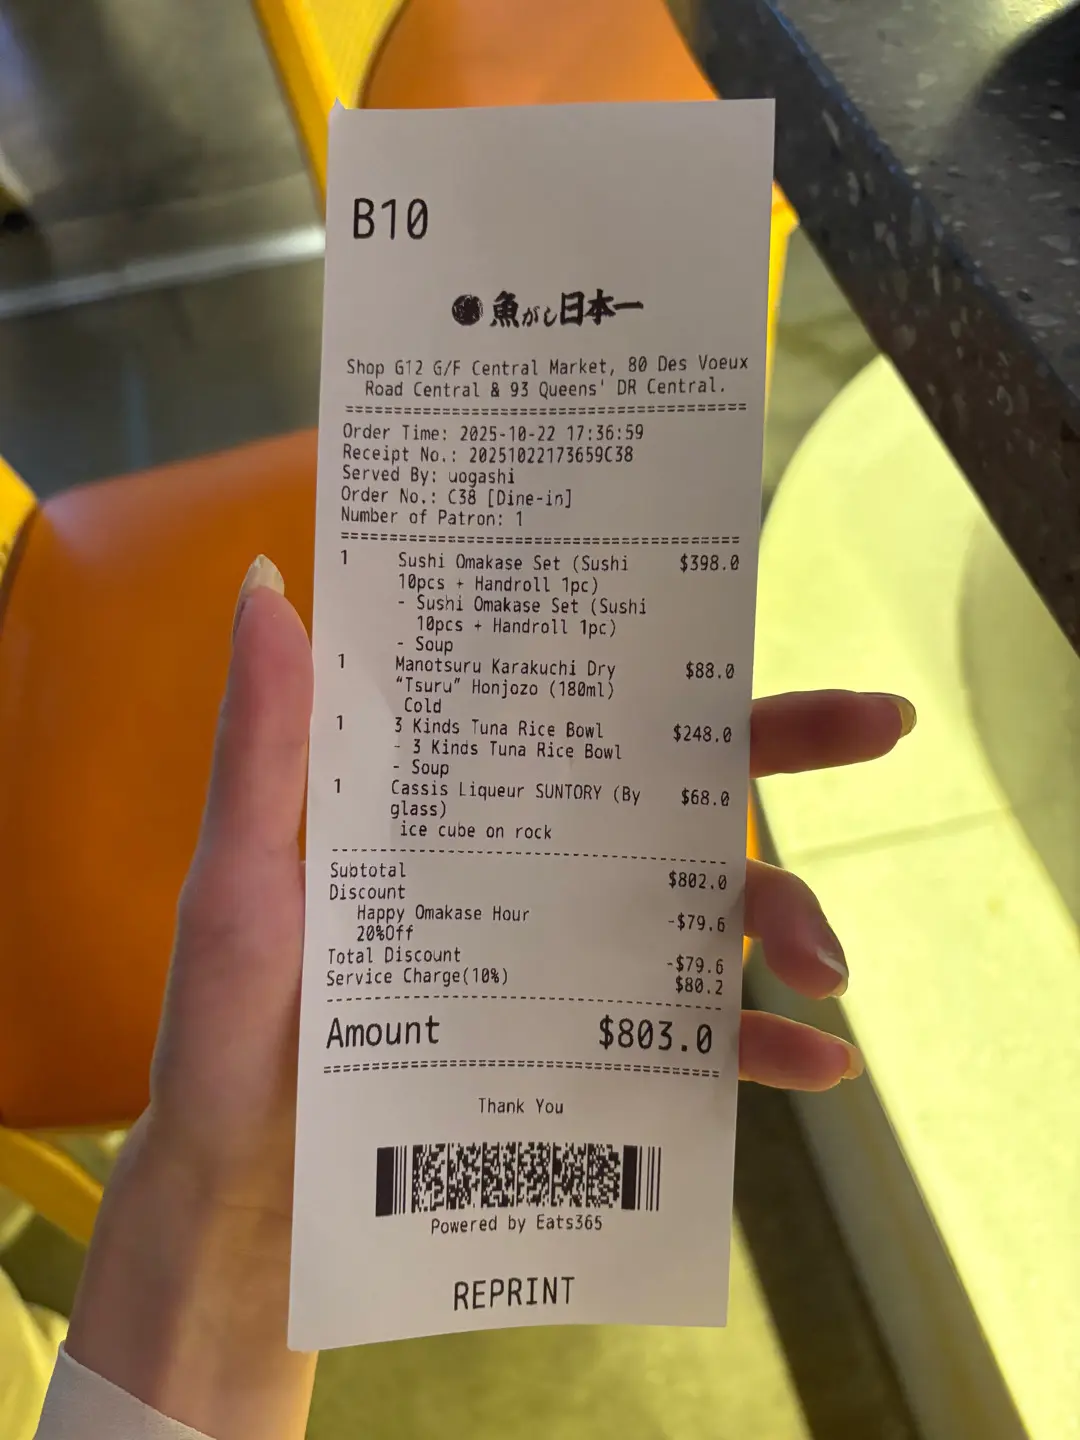 B10
魚がし日本一
Shop G12 G/F Central Market, 80 Des Voeux
Road Central & 93 Queens' DR Central.
Order Time: 2025-10-22 17:36:59
Receipt No.: 20251022173659C38
Served By: uogashi
Order No.: C38 [Dine-in]
Number of Patron: 1
1 Sushi Omakase Set (Sushi $398.0
10pcs + Handroll 1pc)
- Sushi Omakase Set (Sushi
10pcs + Handroll 1pc)
- Soup
1 Manotsuru Karakuchi Dry $88.0
“Tsuru” Honjozo (180ml)
Cold
1 3 Kinds Tuna Rice Bowl $248.0
- 3 Kinds Tuna Rice Bowl
- Soup
1 Cassis Liqueur SUNTORY (By $68.0
glass)
ice cube on rock
Subtotal $802.0
Discount
Happy Omakase Hour -$79.6
20%Off
Total Discount -$79.6
Service Charge(10%) $80.2
Amount $803.0
Thank You
Powered by Eats365
REPRINT